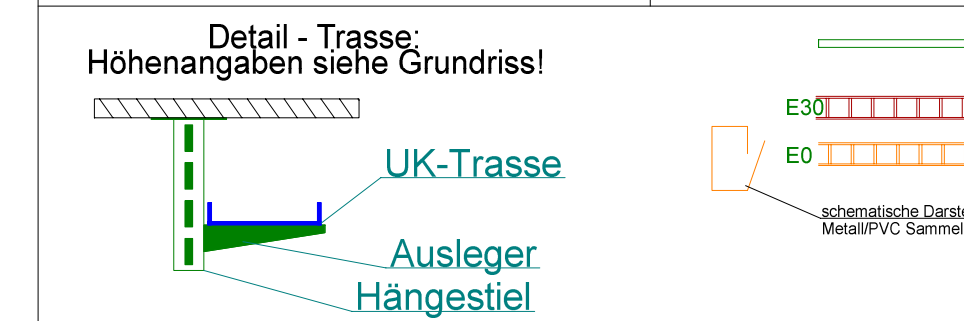 Detail - Trasse:
Höhenangaben siehe Grundriss!
UK-Trasse
Ausleger
Hängestiel
E30
E0
schematische Darste
Metall/PVC Sammel